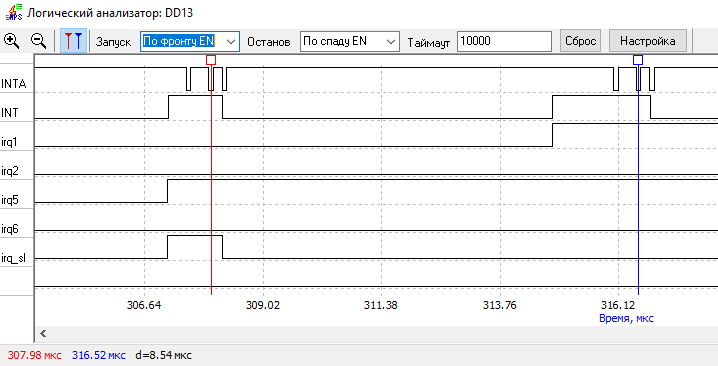 Логический анализатор: DD13
Запуск По фронту EN Останов По спаду EN Таймаут 10000 Сброс Настройка
INTA
INT
irq1
irq2
irq5
irq6
irq_sl
306.64 309.02 311.38 313.76 316.12
Время, мкс
307.98 мкс 316.52 мкс d=8.54 мкс